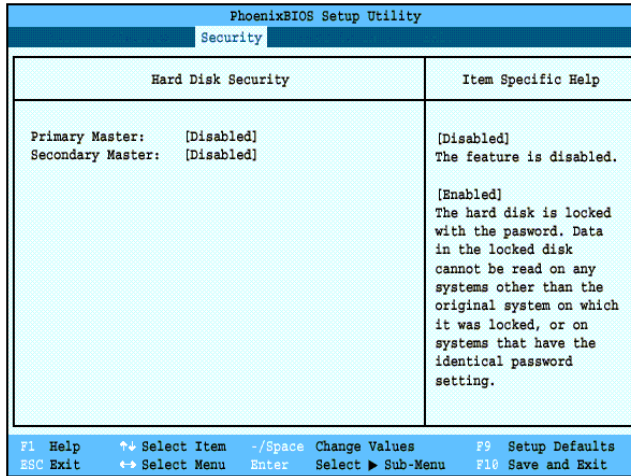 PhoenixBIOS Setup Utility
Security
Hard Disk Security
Item Specific Help
Primary Master: [Disabled]
Secondary Master: [Disabled]
[Disabled]
The feature is disabled.
[Enabled]
The hard disk is locked
with the pasword. Data
in the locked disk
cannot be read on any
systems other than the
original system on which
it was locked, or on
systems that have the
identical password
setting.
F1 Help ↑↓ Select Item -/Space Change Values F9 Setup Defaults
ESC Exit ↔ Select Menu Enter Select ▶ Sub-Menu F10 Save and Exit